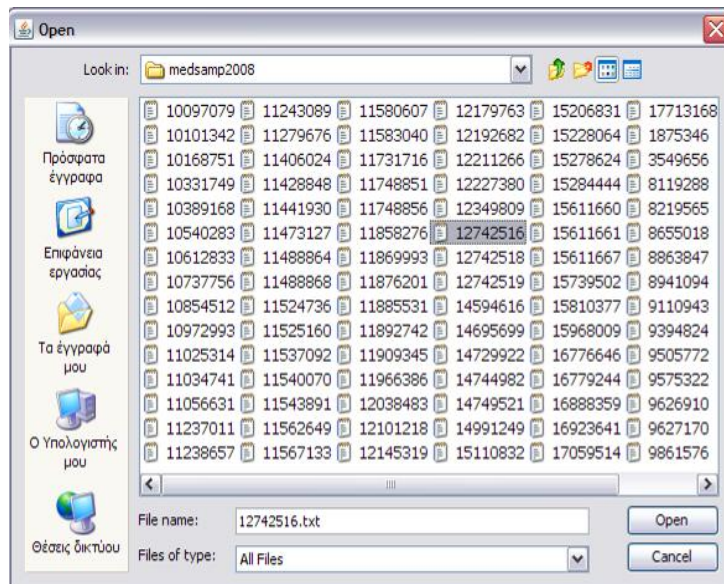 Open
Look in: medsamp2008
Πρόσφατα
έγγραφα
Επιφάνεια
εργασίας
Τα έγγραφά
μου
Ο Υπολογιστής
μου
Θέσεις δικτύου
10097079 11243089 11580607 12179763 15206831 17713168
10101342 11279676 11583040 12192682 15228064 1875346
10168751 11406024 11731716 12211266 15278624 3549656
10331749 11428848 11748851 12227380 15284444 8119288
10389168 11441930 11748856 12349809 15611660 8219565
10540283 11473127 11858276 12742516 15611661 8655018
10612833 11488864 11869993 12742518 15611667 8863847
10737756 11488868 11876201 12742519 15739502 8941094
10854512 11524736 11885531 14594616 15810377 9110943
10972993 11525160 11892742 14695699 15968009 9394824
11025314 11537092 11909345 14729922 16776646 9505772
11034741 11540070 11966386 14744982 16779244 9575322
11056631 11543891 12038483 14749521 16888359 9626910
11237011 11562649 12101218 14991249 16923641 9627170
11238657 11567133 12145319 15110832 17059514 9861576
File name: 12742516.txt Open
Files of type: All Files Cancel